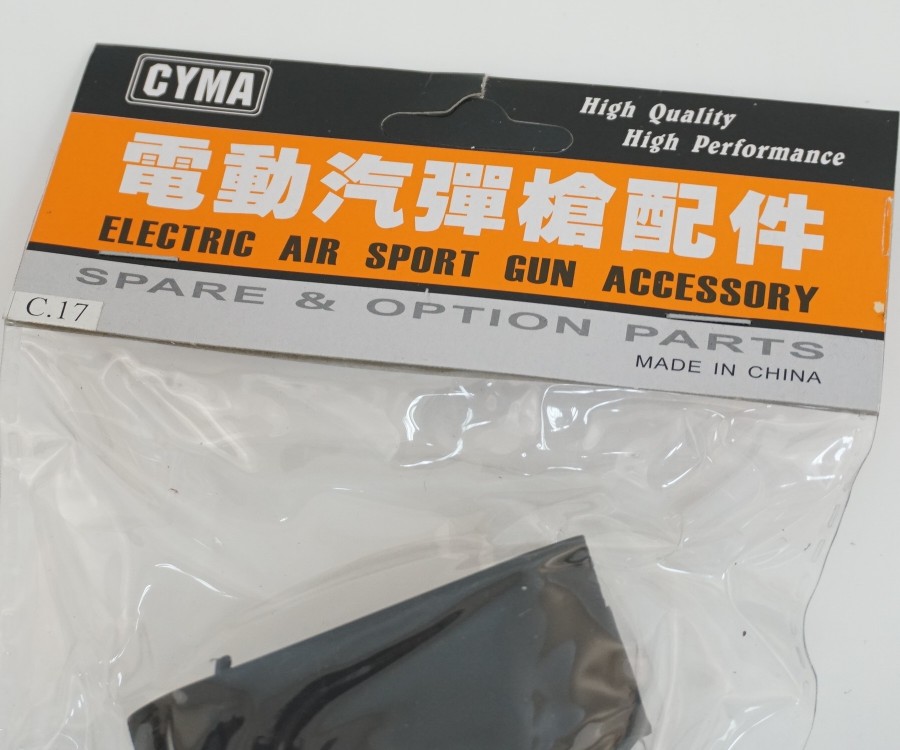 CYMA
High Quality
High Performance
電動汽彈槍配件
ELECTRIC AIR SPORT GUN ACCESSORY
SPARE & OPTION PARTS
C.17
MADE IN CHINA